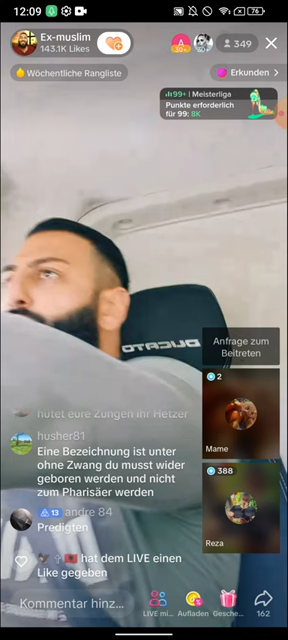 12:09
76
Ex-muslim
143.1K Likes
30+
349
Wöchentliche Rangliste
Erkunden >
99+ | Meisterliga
Punkte erforderlich
für 99: 8K
DUCATO
Anfrage zum
Beitreten
2
Mame
388
Reza
hütet eure Zungen ihr Hetzer
husher81
Eine Bezeichnung ist unter
ohne Zwang du musst wider
geboren werden und nicht
zum Pharisäer werden
13 andre 84
Predigten
hat dem LIVE einen
Like gegeben
Kommentar hinz...
LIVE mi...
Aufladen
Gesche...
162